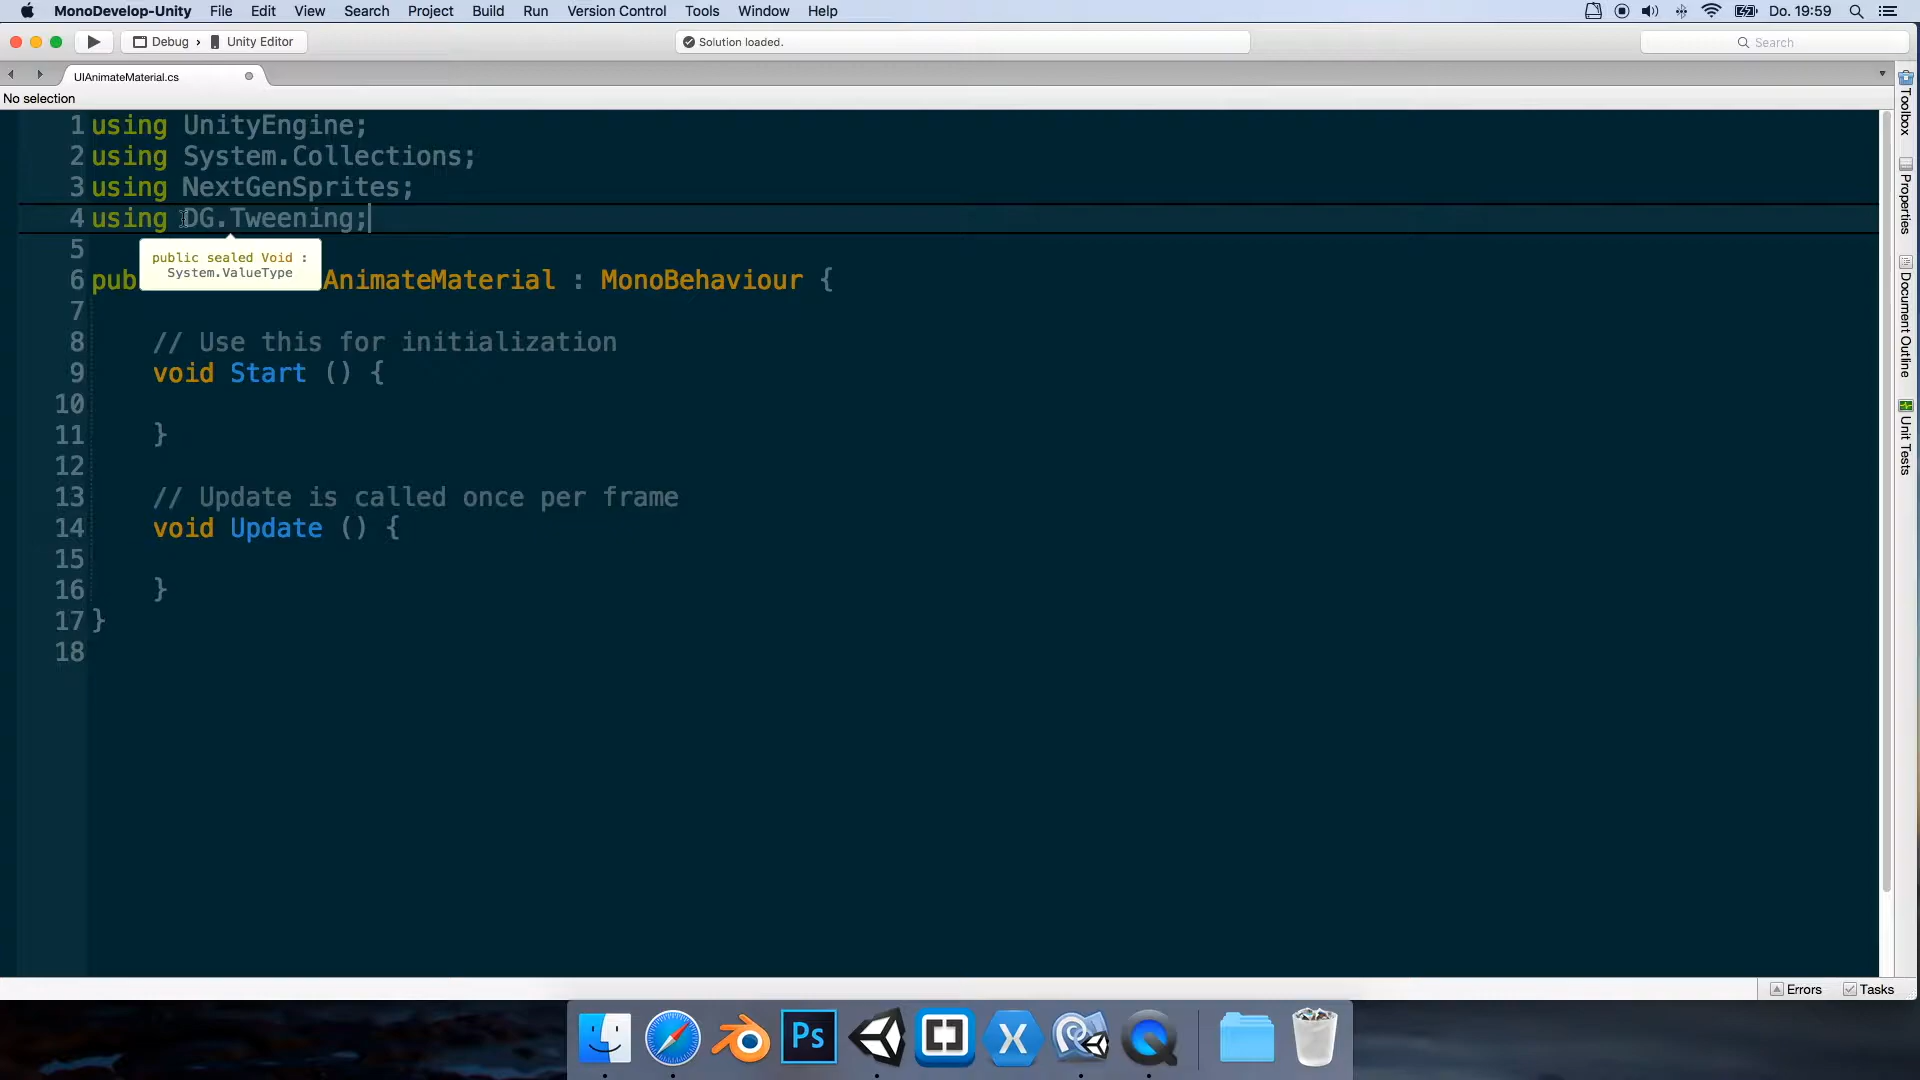 MonoDevelop-Unity File Edit View Search Project Build Run Version Control Tools Window Help Do. 19:59
Debug › Unity Editor Solution loaded. Search
UIAnimateMaterial.cs
No selection
1 using UnityEngine;
2 using System.Collections;
3 using NextGenSprites;
4 using DG.Tweening;
5
public sealed Void :
System.ValueType
6 pub AnimateMaterial : MonoBehaviour {
7
8 // Use this for initialization
9 void Start () {
10
11 }
12
13 // Update is called once per frame
14 void Update () {
15
16 }
17 }
18
Toolbox
Properties
Document Outline
Unit Tests
Errors Tasks
Ps
X